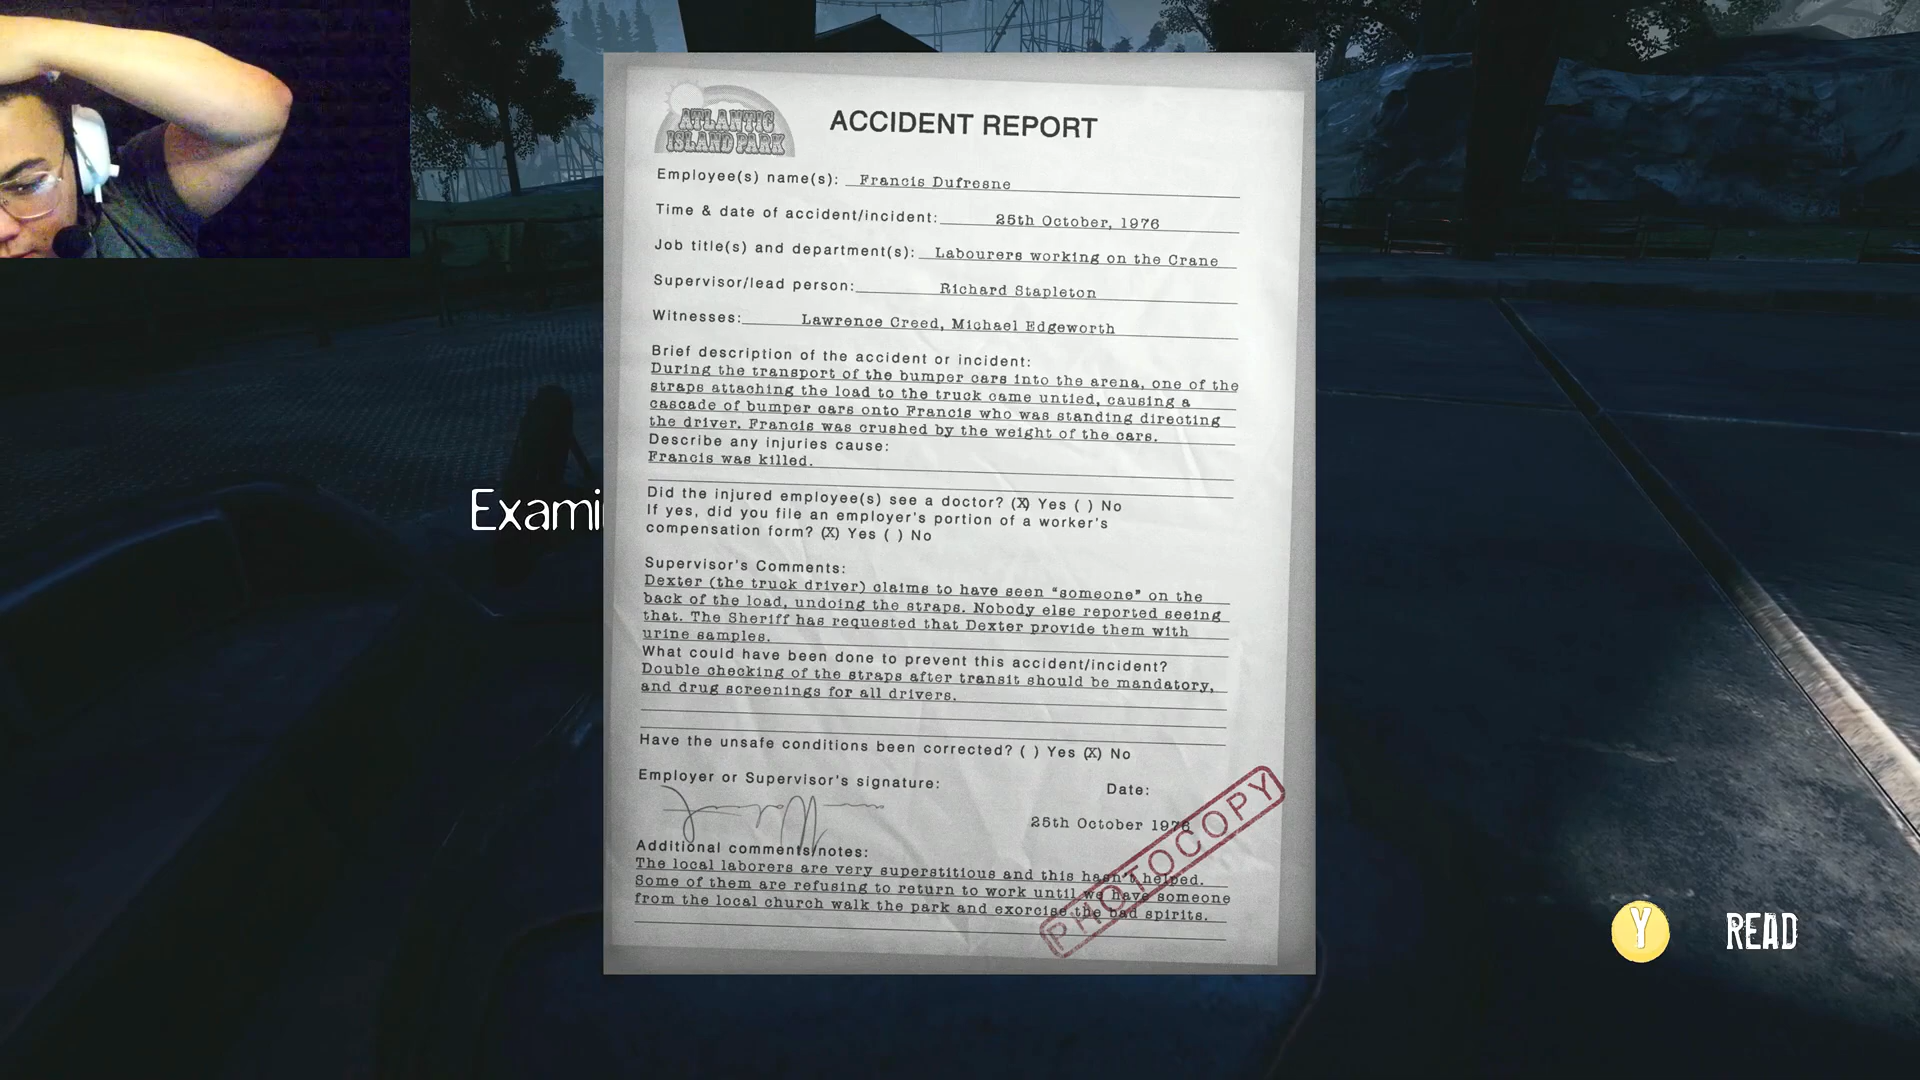 ATLANTIC
ISLAND PARK
ACCIDENT REPORT
Employee(s) name(s): Francis Dufresne
Time & date of accident/incident: 25th October, 1976
Job title(s) and department(s): Labourers working on the Crane
Supervisor/lead person: Richard Stapleton
Witnesses: Lawrence Creed, Michael Edgeworth
Brief description of the accident or incident:
During the transport of the bumper cars into the arena, one of the
straps attaching the load to the truck came untied, causing a
cascade of bumper cars onto Francis who was standing directing
the driver. Francis was crushed by the weight of the cars.
Describe any injuries cause:
Francis was killed.
Did the injured employee(s) see a doctor? (X) Yes ( ) No
If yes, did you file an employer's portion of a worker's
compensation form? (X) Yes ( ) No
Supervisor's Comments:
Dexter (the truck driver) claims to have seen "someone" on the
back of the load, undoing the straps. Nobody else reported seeing
that. The Sheriff has requested that Dexter provide them with
urine samples.
What could have been done to prevent this accident/incident?
Double checking of the straps after transit should be mandatory,
and drug screenings for all drivers.
Have the unsafe conditions been corrected? ( ) Yes (X) No
Employer or Supervisor's signature:
Date:
25th October 1976
Additional comments/notes:
The local laborers are very superstitious and this hasn't helped.
Some of them are refusing to return to work until we have someone
from the local church walk the park and exorcise the bad spirits.
PHOTOCOPY
Exami
Y READ